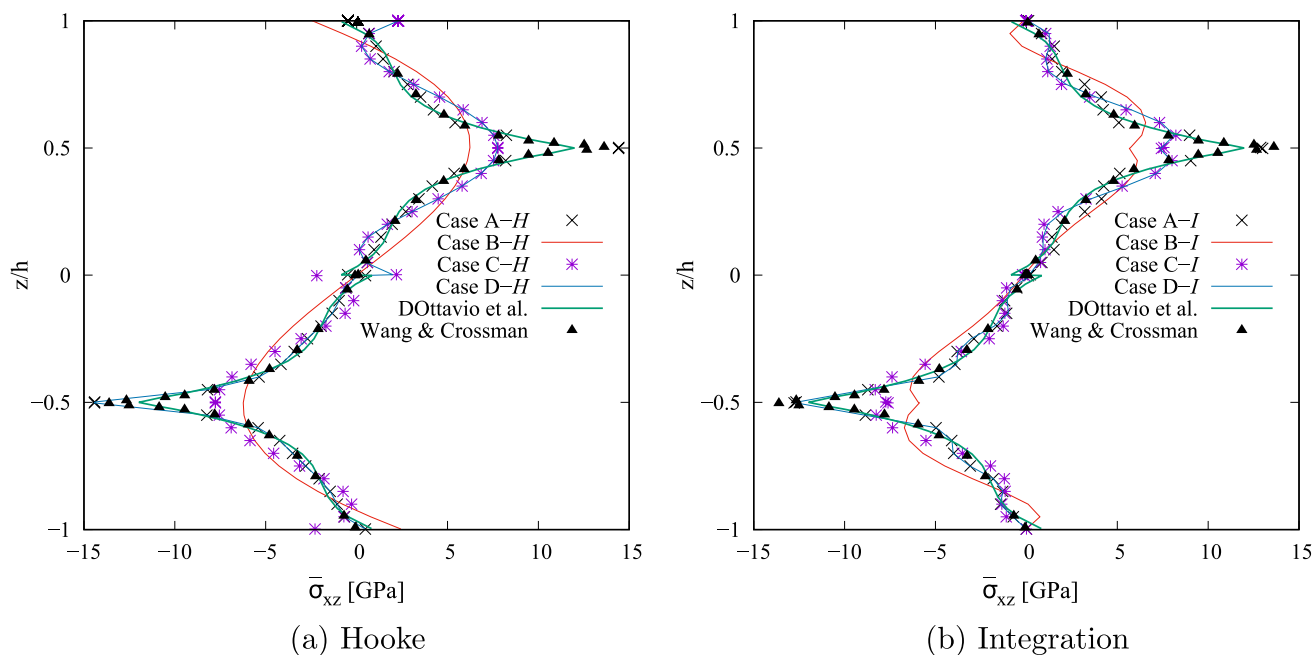 1
0.5
0
−0.5
−1
z/h
Case A−H
Case B−H
Case C−H
Case D−H
DOttavio et al.
Wang & Crossman
−15 −10 −5 0 5 10 15
σ̅xz [GPa]
(a) Hooke
1
0.5
0
−0.5
−1
z/h
Case A−I
Case B−I
Case C−I
Case D−I
DOttavio et al.
Wang & Crossman
−15 −10 −5 0 5 10 15
σ̅xz [GPa]
(b) Integration